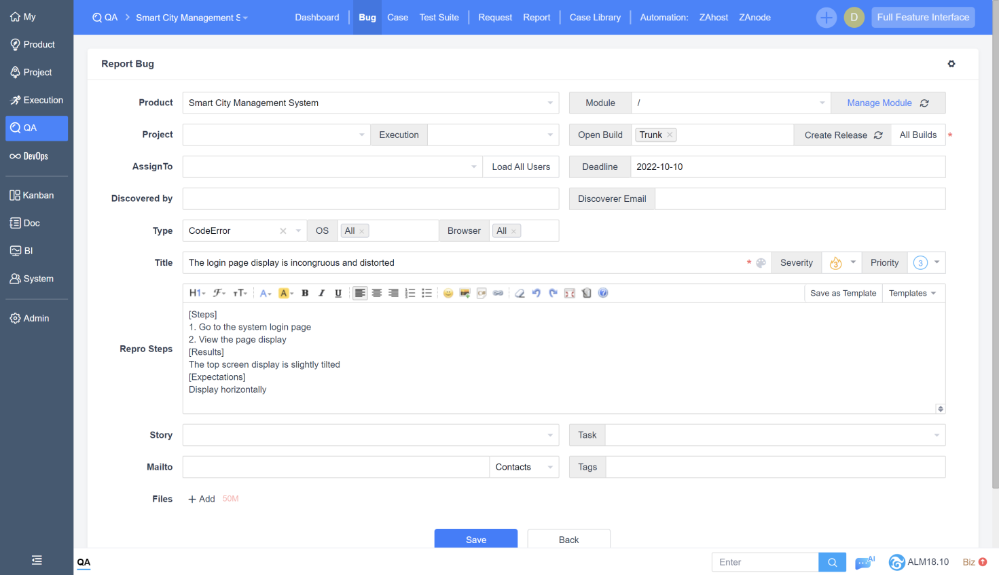 My
Product
Project
Execution
QA
DevOps
Kanban
Doc
BI
System
Admin
QA
Smart City Management S
Dashboard
Bug
Case
Test Suite
Request
Report
Case Library
Automation:
ZAhost
ZAnode
D
Full Feature Interface
Report Bug
Product
Smart City Management System
Module
/
Manage Module
Project
Execution
Open Build
Trunk
Create Release
All Builds
*
AssignTo
Load All Users
Deadline
2022-10-10
Discovered by
Discoverer Email
Type
CodeError
OS
All
Browser
All
Title
The login page display is incongruous and distorted
*
Severity
3
Priority
3
H1
F
TT
A
A
B
I
U
Save as Template
Templates
Repro Steps
[Steps]
1. Go to the system login page
2. View the page display
[Results]
The top screen display is slightly tilted
[Expectations]
Display horizontally
Story
Task
Mailto
Contacts
Tags
Files
Add
50M
Save
Back
QA
Enter
AI
ALM18.10
Biz